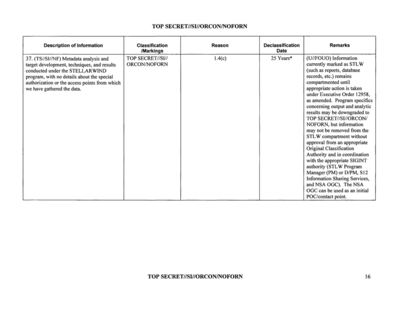 TOP SECRET//SI//ORCON/NOFORN
Description of Information
Classification
/Markings
Reason
Declassification
Date
Remarks
37. (TS//SI//NF) Metadata analysis and
target development, techniques, and results
conducted under the STELLARWIND
program, with no details about the special
authorization or the access points from which
we have gathered the data.
TOP SECRET//SI//
ORCON/NOFORN
1.4(c)
25 Years*
(U//FOUO) Information
currently marked as STLW
(such as reports, database
records, etc.) remains
compartmented until
appropriate action is taken
under Executive Order 12958,
as amended. Program specifics
concerning output and analytic
results may be downgraded to
TOP SECRET//SI//ORCON/
NOFORN, but information
may not be removed from the
STLW compartment without
approval from an appropriate
Original Classification
Authority and in coordination
with the appropriate SIGINT
authority (STLW Program
Manager (PM) or D/PM, S12
Information Sharing Services,
and NSA OGC). The NSA
OGC can be used as an initial
POC/contact point.
TOP SECRET//SI//ORCON/NOFORN
16